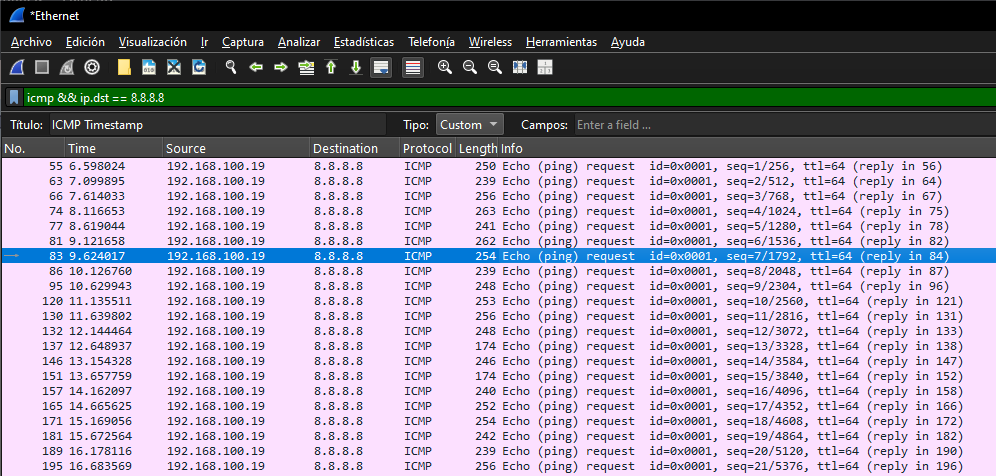 *Ethernet
Archivo Edición Visualización Ir Captura Analizar Estadísticas Telefonía Wireless Herramientas Ayuda
icmp && ip.dst == 8.8.8.8
Título: ICMP Timestamp Tipo: Custom Campos: Enter a field ...
No. Time Source Destination Protocol Length Info
55 6.598024 192.168.100.19 8.8.8.8 ICMP 250 Echo (ping) request id=0x0001, seq=1/256, ttl=64 (reply in 56)
63 7.099895 192.168.100.19 8.8.8.8 ICMP 239 Echo (ping) request id=0x0001, seq=2/512, ttl=64 (reply in 64)
66 7.614033 192.168.100.19 8.8.8.8 ICMP 256 Echo (ping) request id=0x0001, seq=3/768, ttl=64 (reply in 67)
74 8.116653 192.168.100.19 8.8.8.8 ICMP 263 Echo (ping) request id=0x0001, seq=4/1024, ttl=64 (reply in 75)
77 8.619044 192.168.100.19 8.8.8.8 ICMP 241 Echo (ping) request id=0x0001, seq=5/1280, ttl=64 (reply in 78)
81 9.121658 192.168.100.19 8.8.8.8 ICMP 262 Echo (ping) request id=0x0001, seq=6/1536, ttl=64 (reply in 82)
83 9.624017 192.168.100.19 8.8.8.8 ICMP 254 Echo (ping) request id=0x0001, seq=7/1792, ttl=64 (reply in 84)
86 10.126760 192.168.100.19 8.8.8.8 ICMP 239 Echo (ping) request id=0x0001, seq=8/2048, ttl=64 (reply in 87)
95 10.629943 192.168.100.19 8.8.8.8 ICMP 248 Echo (ping) request id=0x0001, seq=9/2304, ttl=64 (reply in 96)
120 11.135511 192.168.100.19 8.8.8.8 ICMP 253 Echo (ping) request id=0x0001, seq=10/2560, ttl=64 (reply in 121)
130 11.639802 192.168.100.19 8.8.8.8 ICMP 256 Echo (ping) request id=0x0001, seq=11/2816, ttl=64 (reply in 131)
132 12.144464 192.168.100.19 8.8.8.8 ICMP 248 Echo (ping) request id=0x0001, seq=12/3072, ttl=64 (reply in 133)
137 12.648937 192.168.100.19 8.8.8.8 ICMP 174 Echo (ping) request id=0x0001, seq=13/3328, ttl=64 (reply in 138)
146 13.154328 192.168.100.19 8.8.8.8 ICMP 246 Echo (ping) request id=0x0001, seq=14/3584, ttl=64 (reply in 147)
151 13.657759 192.168.100.19 8.8.8.8 ICMP 174 Echo (ping) request id=0x0001, seq=15/3840, ttl=64 (reply in 152)
157 14.162097 192.168.100.19 8.8.8.8 ICMP 240 Echo (ping) request id=0x0001, seq=16/4096, ttl=64 (reply in 158)
165 14.665625 192.168.100.19 8.8.8.8 ICMP 252 Echo (ping) request id=0x0001, seq=17/4352, ttl=64 (reply in 166)
171 15.169056 192.168.100.19 8.8.8.8 ICMP 254 Echo (ping) request id=0x0001, seq=18/4608, ttl=64 (reply in 172)
181 15.672564 192.168.100.19 8.8.8.8 ICMP 242 Echo (ping) request id=0x0001, seq=19/4864, ttl=64 (reply in 182)
189 16.178116 192.168.100.19 8.8.8.8 ICMP 239 Echo (ping) request id=0x0001, seq=20/5120, ttl=64 (reply in 190)
195 16.683569 192.168.100.19 8.8.8.8 ICMP 256 Echo (ping) request id=0x0001, seq=21/5376, ttl=64 (reply in 196)